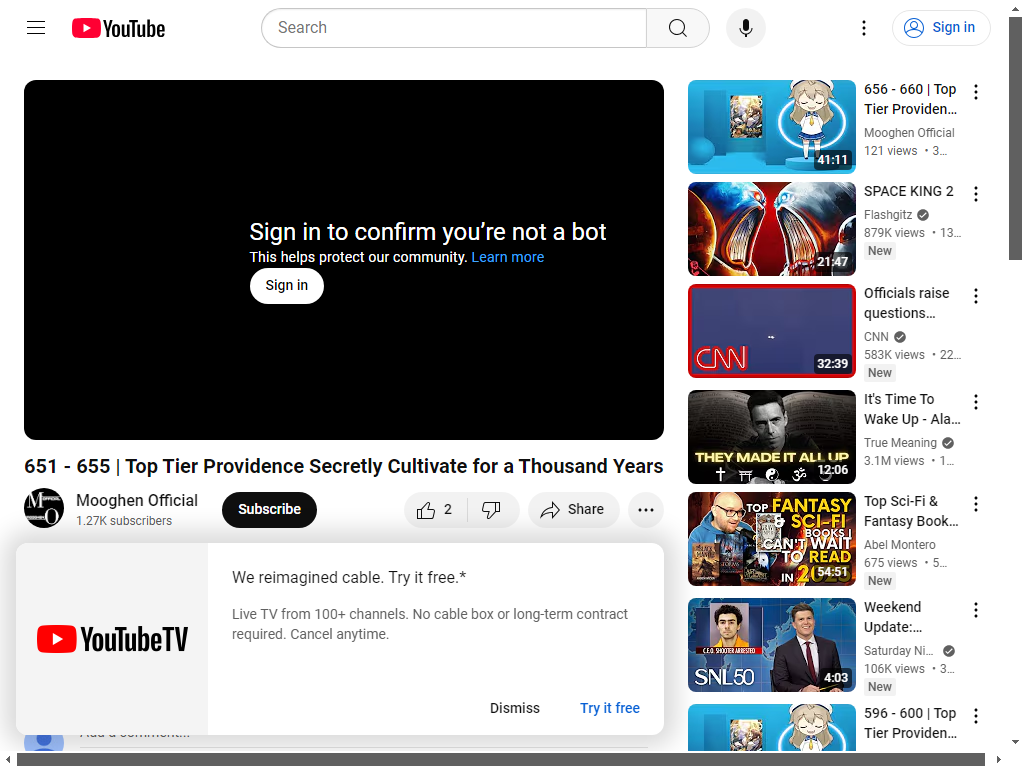 YouTube
Search
Sign in
Sign in to confirm you’re not a bot
This helps protect our community. Learn more
Sign in
651 - 655 | Top Tier Providence Secretly Cultivate for a Thousand Years
Mooghen Official
1.27K subscribers
Subscribe
2
Share
We reimagined cable. Try it free.*
Live TV from 100+ channels. No cable box or long-term contract
required. Cancel anytime.
YouTubeTV
Dismiss
Try it free
Add a comment...
41:11
656 - 660 | Top
Tier Providen...
Mooghen Official
121 views • 3...
21:47
SPACE KING 2
Flashgitz
879K views • 13...
New
CNN
32:39
Officials raise
questions...
CNN
583K views • 22...
New
THEY MADE IT ALL UP
12:06
It's Time To
Wake Up - Ala...
True Meaning
3.1M views • 1...
TOP FANTASY
& SCI-FI
BOOKS I
CAN'T WAIT
TO READ
IN 2025
54:51
Top Sci-Fi &
Fantasy Book...
Abel Montero
675 views • 5...
New
C.E.O. SHOOTER ARRESTED
SNL50
4:03
Weekend
Update:...
Saturday Ni...
106K views • 3...
New
596 - 600 | Top
Tier Providen...